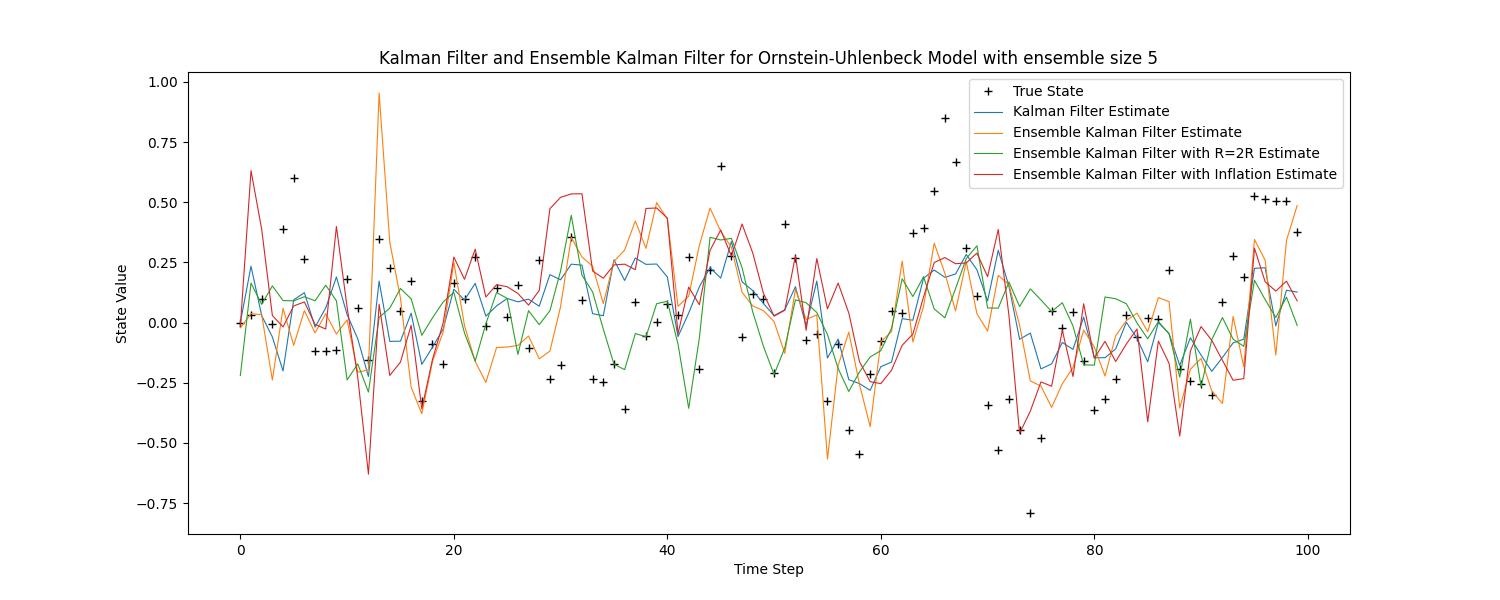 Kalman Filter and Ensemble Kalman Filter for Ornstein-Uhlenbeck Model with ensemble size 5
True State
Kalman Filter Estimate
Ensemble Kalman Filter Estimate
Ensemble Kalman Filter with R=2R Estimate
Ensemble Kalman Filter with Inflation Estimate
State Value
1.00
0.75
0.50
0.25
0.00
−0.25
−0.50
−0.75
0 20 40 60 80 100
Time Step